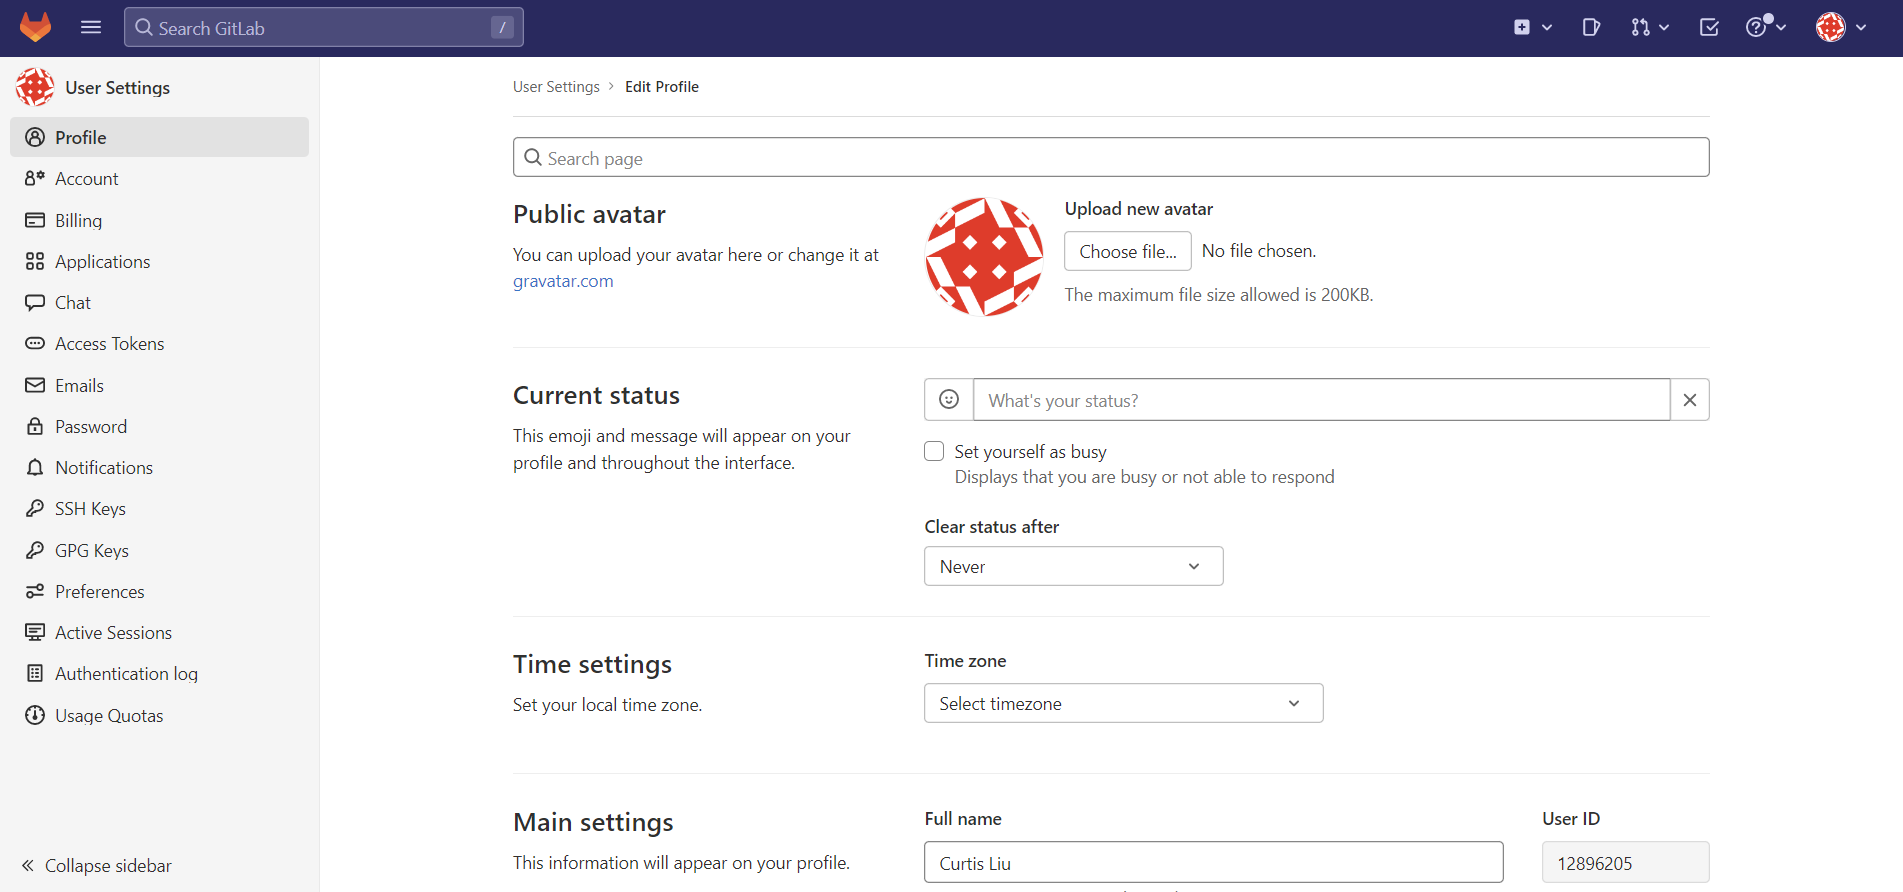 Search GitLab /
User Settings
Profile
Account
Billing
Applications
Chat
Access Tokens
Emails
Password
Notifications
SSH Keys
GPG Keys
Preferences
Active Sessions
Authentication log
Usage Quotas
Collapse sidebar
User Settings > Edit Profile
Search page
Public avatar
You can upload your avatar here or change it at
gravatar.com
Upload new avatar
Choose file... No file chosen.
The maximum file size allowed is 200KB.
Current status
This emoji and message will appear on your
profile and throughout the interface.
What's your status?
Set yourself as busy
Displays that you are busy or not able to respond
Clear status after
Never
Time settings
Set your local time zone.
Time zone
Select timezone
Main settings
This information will appear on your profile.
Full name
Curtis Liu
User ID
12896205